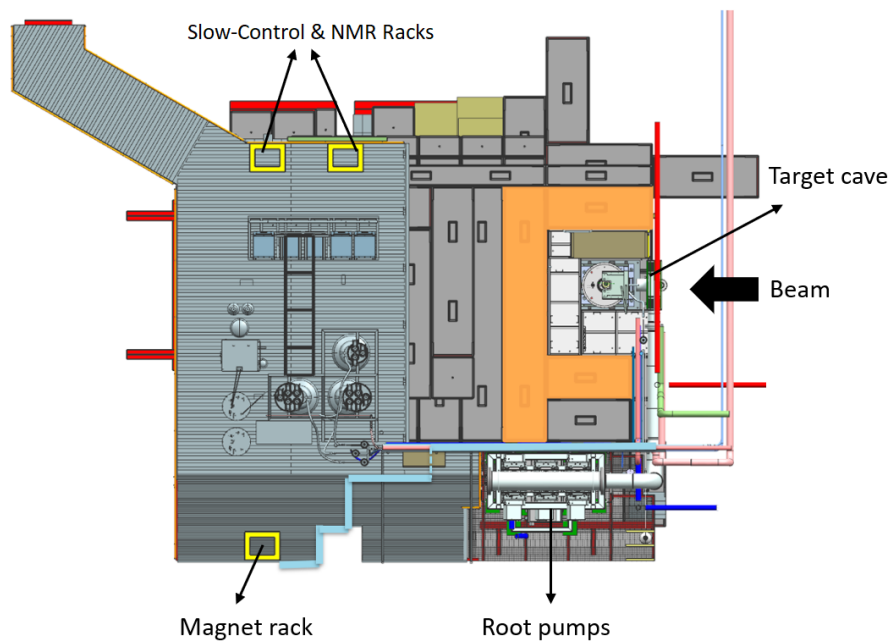 Slow-Control & NMR Racks
Target cave
Beam
Magnet rack
Root pumps